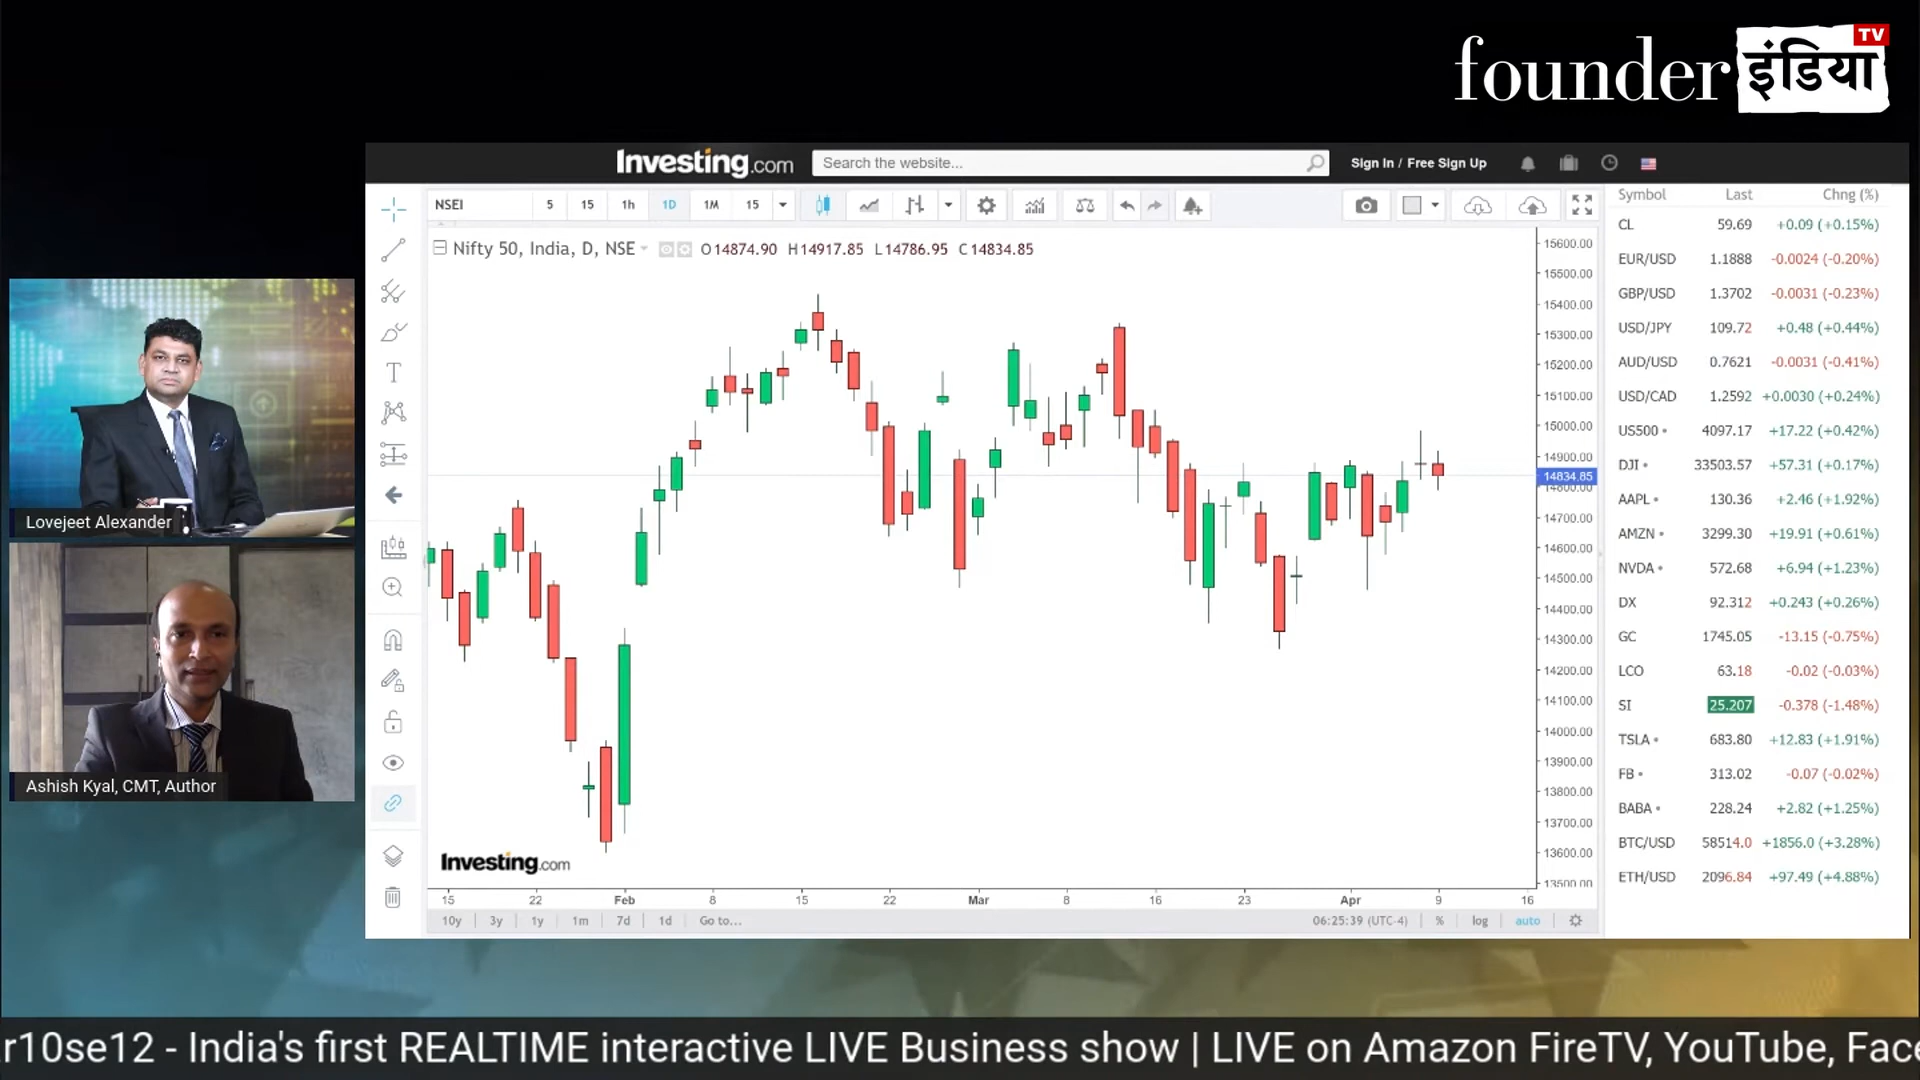 founder इंडिया TV
Investing.com
Search the website...
Sign In / Free Sign Up
NSEI
5
15
1h
1D
1M
15
Nifty 50, India, D, NSE
O14874.90 H14917.85 L14786.95 C14834.85
Symbol Last Chng (%)
CL 59.69 +0.09 (+0.15%)
EUR/USD 1.1888 -0.0024 (-0.20%)
GBP/USD 1.3702 -0.0031 (-0.23%)
USD/JPY 109.72 +0.48 (+0.44%)
AUD/USD 0.7621 -0.0031 (-0.41%)
USD/CAD 1.2592 +0.0030 (+0.24%)
US500 4097.17 +17.22 (+0.42%)
DJI 33503.57 +57.31 (+0.17%)
AAPL 130.36 +2.46 (+1.92%)
AMZN 3299.30 +19.91 (+0.61%)
NVDA 572.68 +6.94 (+1.23%)
DX 92.312 +0.243 (+0.26%)
GC 1745.05 -13.15 (-0.75%)
LCO 63.18 -0.02 (-0.03%)
SI 25.207 -0.378 (-1.48%)
TSLA 683.80 +12.83 (+1.91%)
FB 313.02 -0.07 (-0.02%)
BABA 228.24 +2.82 (+1.25%)
BTC/USD 58514.0 +1856.0 (+3.28%)
ETH/USD 2096.84 +97.49 (+4.88%)
15600.00
15500.00
15400.00
15300.00
15200.00
15100.00
15000.00
14900.00
14834.85
14800.00
14700.00
14600.00
14500.00
14400.00
14300.00
14200.00
14100.00
14000.00
13900.00
13800.00
13700.00
13600.00
13500.00
Investing.com
15 22 Feb 8 15 22 Mar 8 16 23 Apr 9 16
10y 3y 1y 1m 7d 1d Go to...
06:25:39 (UTC-4) % log auto
Lovejeet Alexander
Ashish Kyal, CMT, Author
r10se12 - India's first REALTIME interactive LIVE Business show | LIVE on Amazon FireTV, YouTube, Face